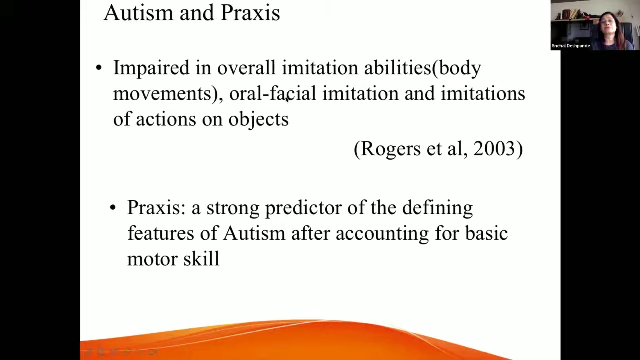 Autism and Praxis
• Impaired in overall imitation abilities(body
movements), oral-facial imitation and imitations
of actions on objects
(Rogers et al, 2003)
• Praxis: a strong predictor of the defining
features of Autism after accounting for basic
motor skill